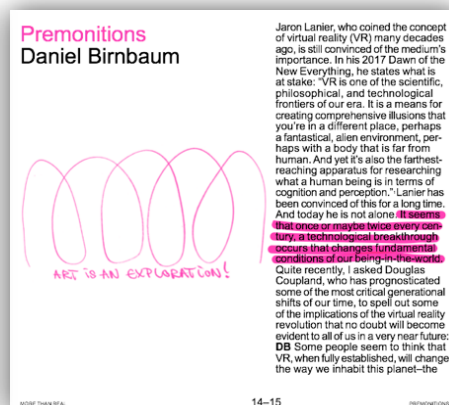 Premonitions
Daniel Birnbaum
ART IS AN EXPLORATION!
Jaron Lanier, who coined the concept
of virtual reality (VR) many decades
ago, is still convinced of the medium's
importance. In his 2017 Dawn of the
New Everything, he states what is
at stake: "VR is one of the scientific,
philosophical, and technological
frontiers of our era. It is a means for
creating comprehensive illusions that
you're in a different place, perhaps
a fantastical, alien environment, per-
haps with a body that is far from
human. And yet it's also the farthest-
reaching apparatus for researching
what a human being is in terms of
cognition and perception." Lanier has
been convinced of this for a long time.
And today he is not alone. It seems
that once or maybe twice every cen-
tury, a technological breakthrough
occurs that changes fundamental
conditions of our being-in-the-world.
Quite recently, I asked Douglas
Coupland, who has prognosticated
some of the most critical generational
shifts of our time, to spell out some
of the implications of the virtual reality
revolution that no doubt will become
evident to all of us in a very near future:
DB Some people seem to think that
VR, when fully established, will change
the way we inhabit this planet–the
MORE THAN REAL
14–15
PREMONITIONS